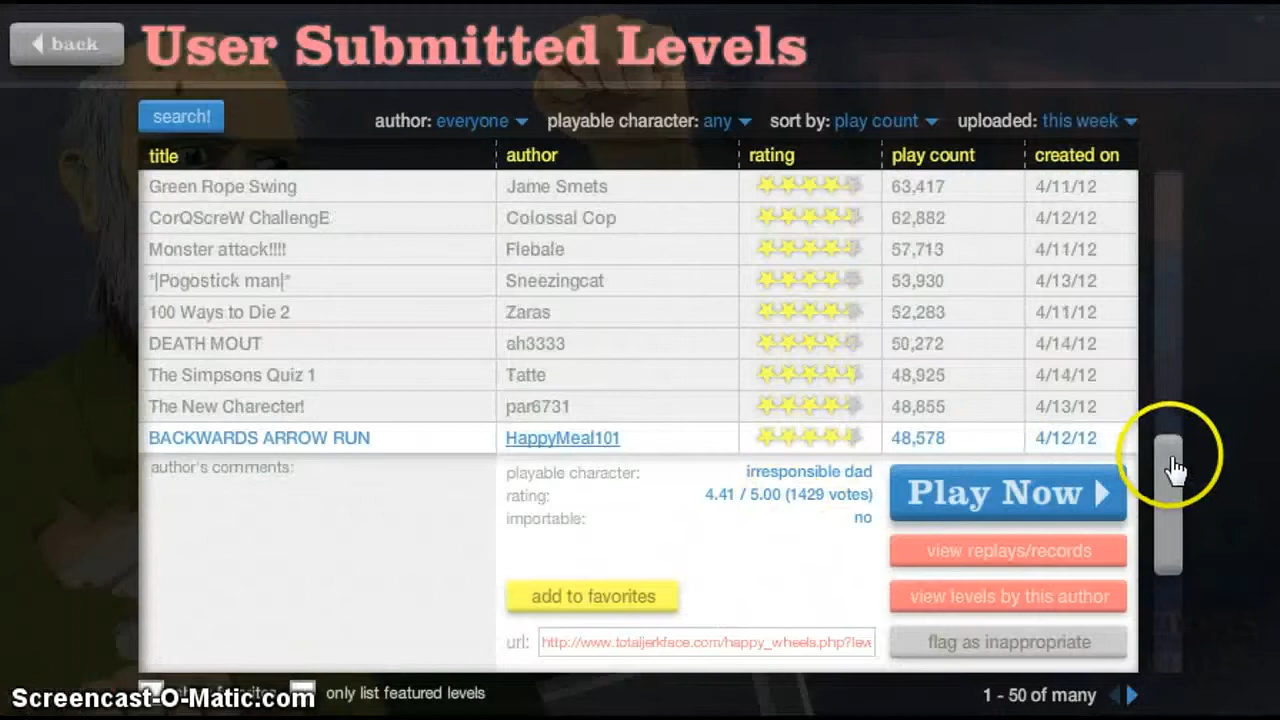 back
User Submitted Levels
search!
author: everyone playable character: any sort by: play count uploaded: this week
title author rating play count created on
Green Rope Swing Jame Smets 63,417 4/11/12
CorQScreW ChallengE Colossal Cop 62,882 4/12/12
Monster attack!!!! Flebale 57,713 4/11/12
*|Pogostick man|* Sneezingcat 53,930 4/13/12
100 Ways to Die 2 Zaras 52,283 4/11/12
DEATH MOUT ah3333 50,272 4/14/12
The Simpsons Quiz 1 Tatte 48,925 4/14/12
The New Charecter! par6731 48,855 4/13/12
BACKWARDS ARROW RUN HappyMeal101 48,578 4/12/12
author's comments:
playable character: irresponsible dad
rating: 4.41 / 5.00 (1429 votes)
importable: no
Play Now
view replays/records
add to favorites
view levels by this author
url: http://www.totaljerkface.com/happy_wheels.php?lev
flag as inappropriate
only list featured levels
1 - 50 of many
Screencast-O-Matic.com